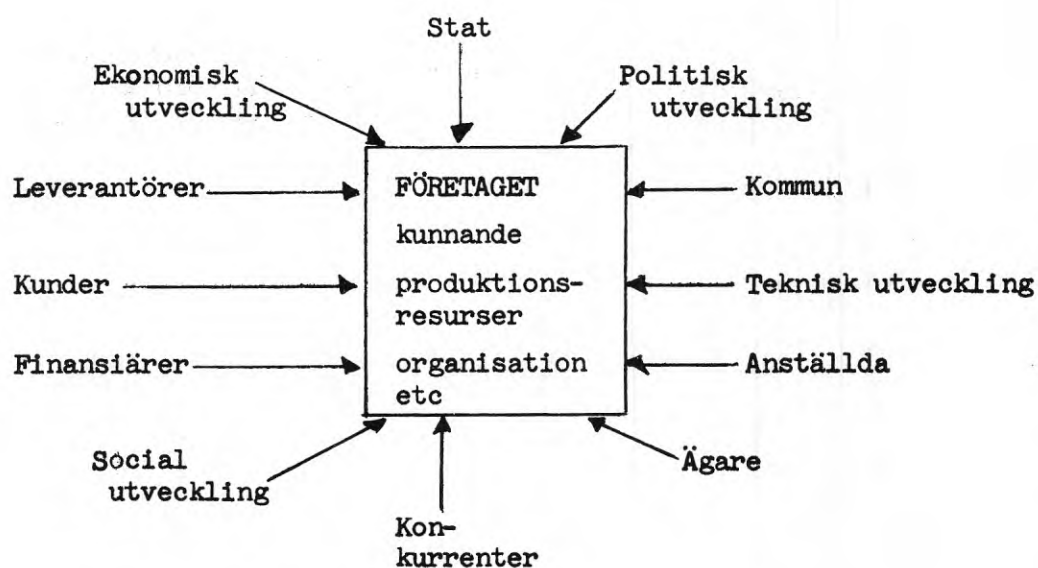 Stat
Ekonomisk
utveckling
Politisk
utveckling
Leverantörer
FÖRETAGET
Kommun
kunnande
Kunder
produktions-
resurser
Teknisk utveckling
Finansiärer
organisation
etc
Anställda
Social
utveckling
Ägare
Kon-
kurrenter